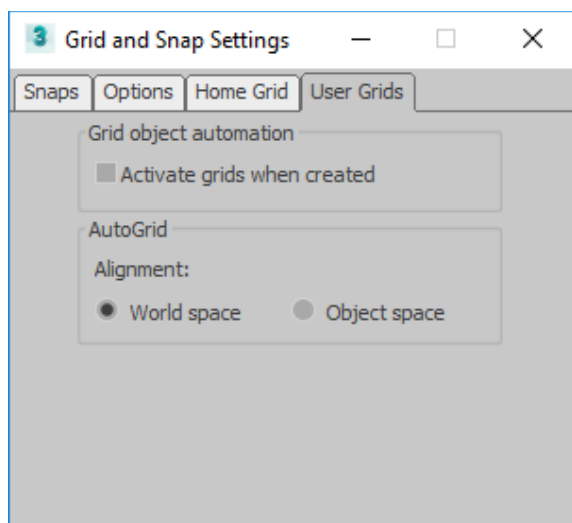 3 Grid and Snap Settings
Snaps Options Home Grid User Grids
Grid object automation
Activate grids when created
AutoGrid
Alignment:
World space Object space